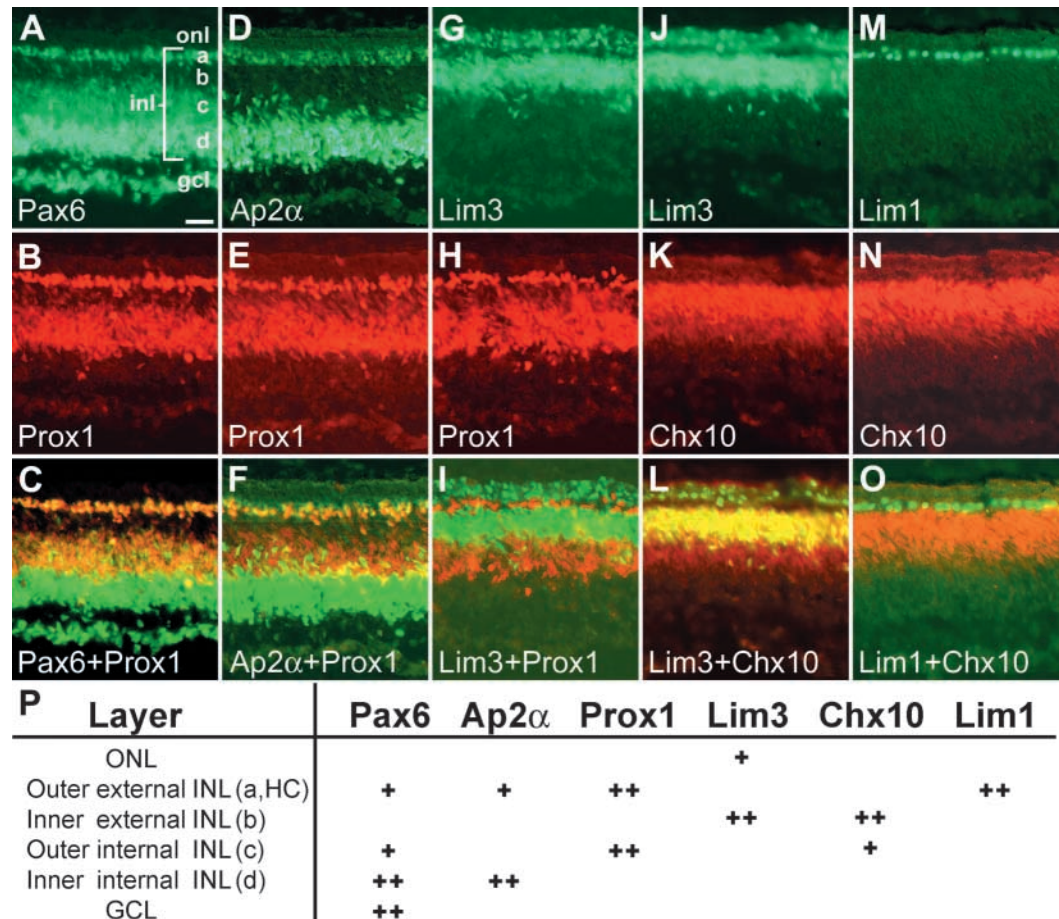 A D G J M
onl
a
b
inl
c
d
gcl
Pax6 Ap2α Lim3 Lim3 Lim1
B E H K N
Prox1 Prox1 Prox1 Chx10 Chx10
C F I L O
Pax6+Prox1 Ap2α+Prox1 Lim3+Prox1 Lim3+Chx10 Lim1+Chx10
P Layer Pax6 Ap2α Prox1 Lim3 Chx10 Lim1
ONL +
Outer external INL (a,HC) + + ++ ++
Inner external INL (b) ++ ++
Outer internal INL (c) + ++ +
Inner internal INL (d) ++ ++
GCL ++